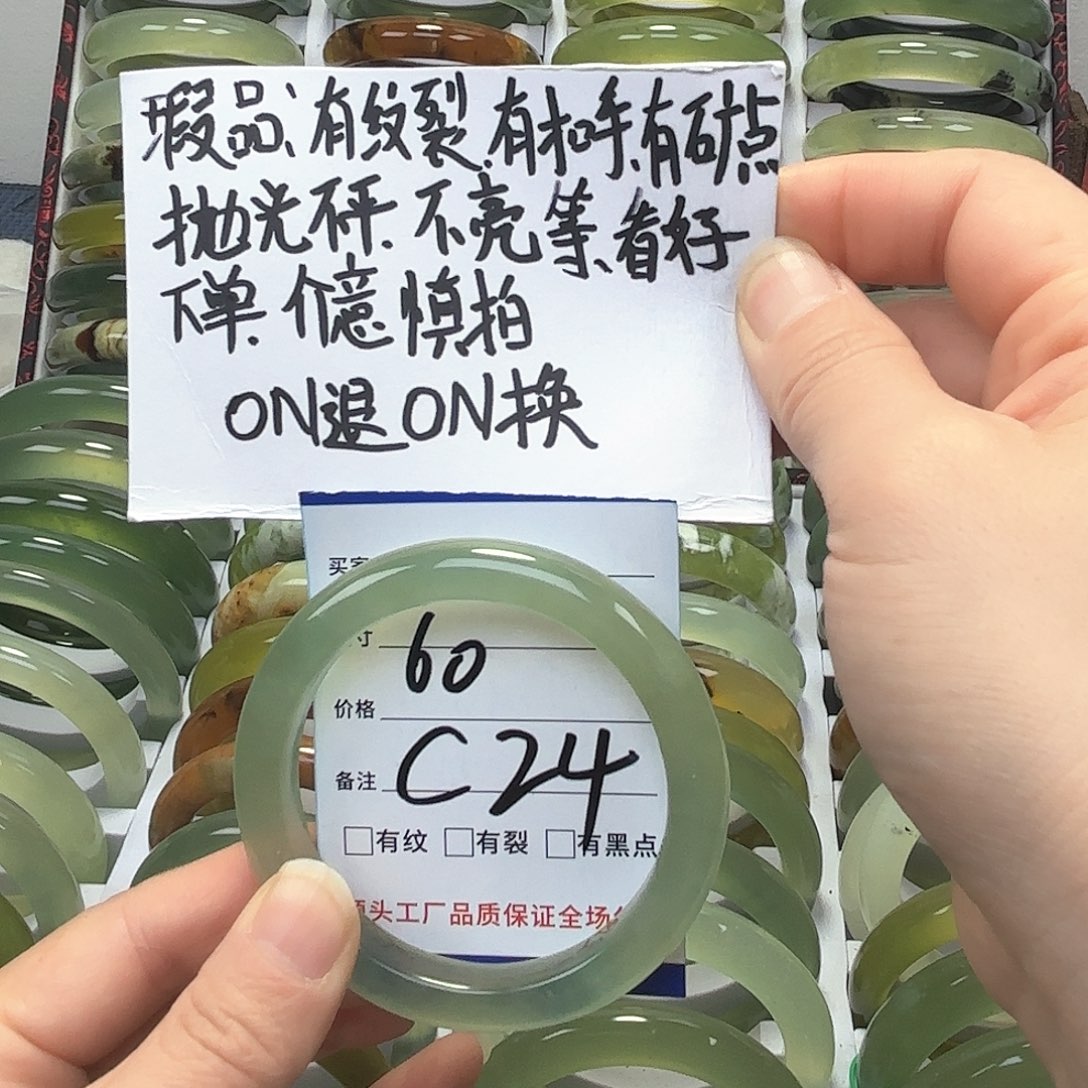 瑕品、有纹裂.有扣手.有矿点
抛光秤.不亮等、看好
下单.介意慎拍
ON退ON换
买家
寸 60
价格
备注 C24
□有纹 □有裂 □有黑点
头工厂品质保证全场